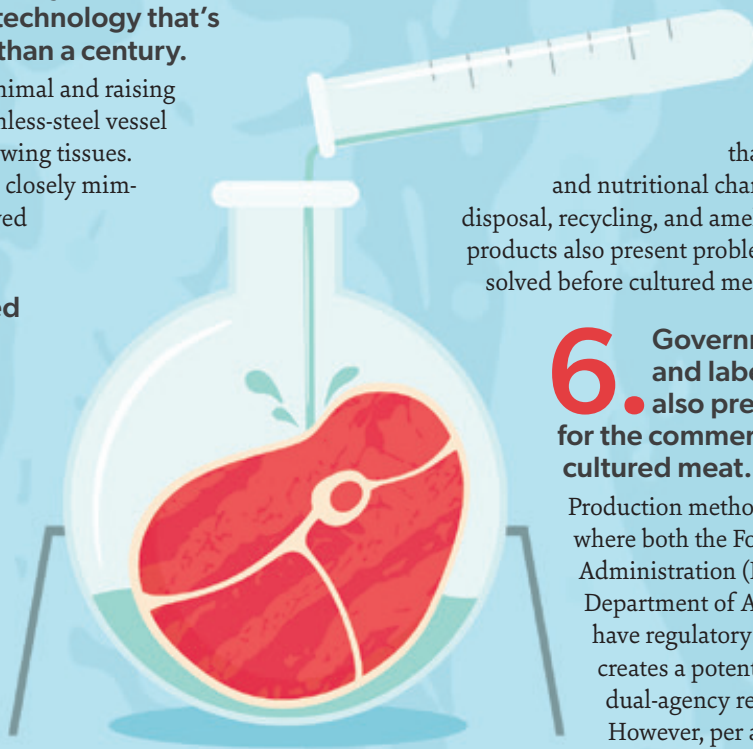 technology that's
than a century.
nimal and raising
nless-steel vessel
wing tissues.
closely mim-
ed
ed
tha
and nutritional char
disposal, recycling, and ame
products also present proble
solved before cultured me
6.
Governm
and labe
also pre
for the commer
cultured meat.
Production metho
where both the Fo
Administration (
Department of A
have regulatory
creates a potent
dual-agency re
However, per a